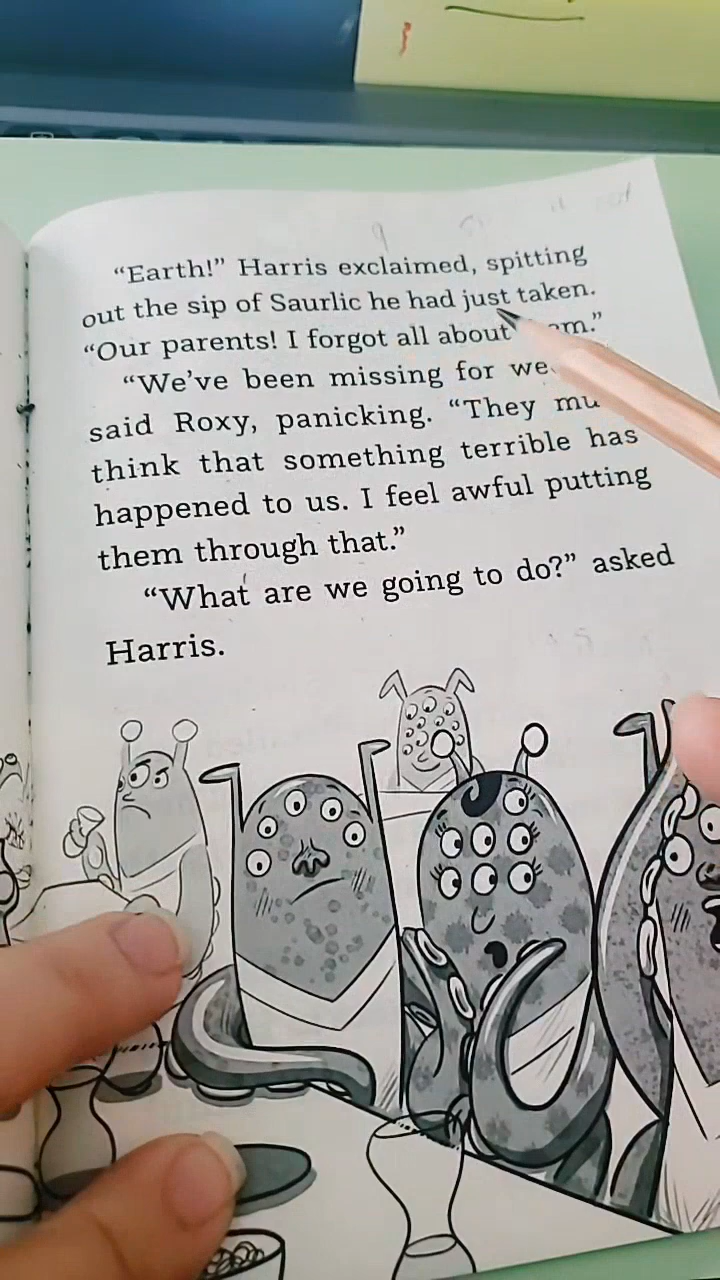 “Earth!” Harris exclaimed, spitting
out the sip of Saurlic he had just taken.
“Our parents! I forgot all about
“We’ve been missing for
said Roxy, panicking. “They
think that something terrible has
happened to us. I feel awful putting
them through that.”
“What are we going to do?” asked
Harris.